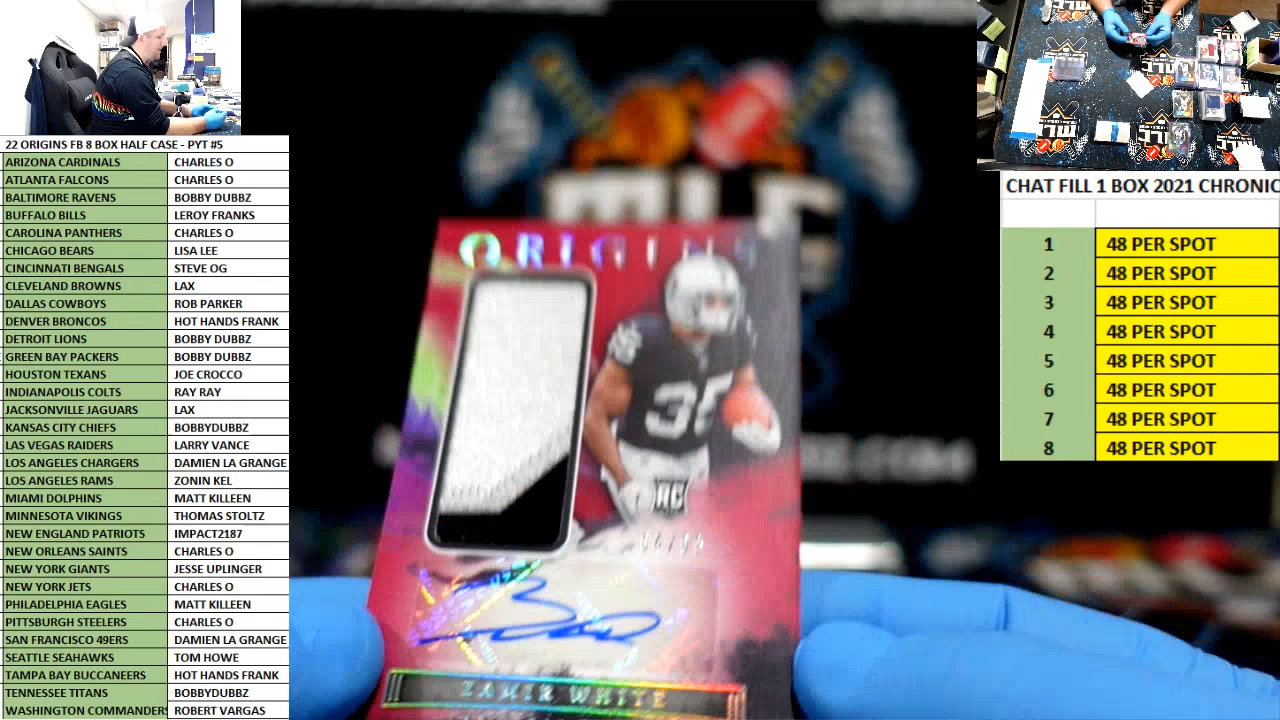 22 ORIGINS FB 8 BOX HALF CASE - PYT #5
ARIZONA CARDINALS CHARLES O
ATLANTA FALCONS CHARLES O
BALTIMORE RAVENS BOBBY DUBBZ
BUFFALO BILLS LEROY FRANKS
CAROLINA PANTHERS CHARLES O
CHICAGO BEARS LISA LEE
CINCINNATI BENGALS STEVE OG
CLEVELAND BROWNS LAX
DALLAS COWBOYS ROB PARKER
DENVER BRONCOS HOT HANDS FRANK
DETROIT LIONS BOBBY DUBBZ
GREEN BAY PACKERS BOBBY DUBBZ
HOUSTON TEXANS JOE CROCCO
INDIANAPOLIS COLTS RAY RAY
JACKSONVILLE JAGUARS LAX
KANSAS CITY CHIEFS BOBBYDUBBZ
LAS VEGAS RAIDERS LARRY VANCE
LOS ANGELES CHARGERS DAMIEN LA GRANGE
LOS ANGELES RAMS ZONIN KEL
MIAMI DOLPHINS MATT KILLEEN
MINNESOTA VIKINGS THOMAS STOLTZ
NEW ENGLAND PATRIOTS IMPACT2187
NEW ORLEANS SAINTS CHARLES O
NEW YORK GIANTS JESSE UPLINGER
NEW YORK JETS CHARLES O
PHILADELPHIA EAGLES MATT KILLEEN
PITTSBURGH STEELERS CHARLES O
SAN FRANCISCO 49ERS DAMIEN LA GRANGE
SEATTLE SEAHAWKS TOM HOWE
TAMPA BAY BUCCANEERS HOT HANDS FRANK
TENNESSEE TITANS BOBBYDUBBZ
WASHINGTON COMMANDERS ROBERT VARGAS
MLC
ORIGINS
35
RC
ZAMIR WHITE
CHAT FILL 1 BOX 2021 CHRONIC
1 48 PER SPOT
2 48 PER SPOT
3 48 PER SPOT
4 48 PER SPOT
5 48 PER SPOT
6 48 PER SPOT
7 48 PER SPOT
8 48 PER SPOT